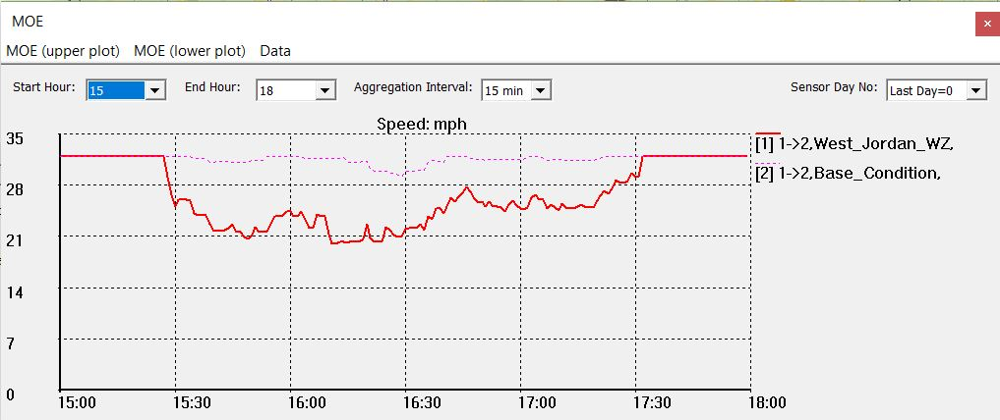 MOE
×
MOE (upper plot) MOE (lower plot) Data
Start Hour: 15 End Hour: 18 Aggregation Interval: 15 min Sensor Day No: Last Day=0
Speed: mph
35
28
21
14
7
0
[1] 1->2,West_Jordan_WZ,
[2] 1->2,Base_Condition,
15:00 15:30 16:00 16:30 17:00 17:30 18:00